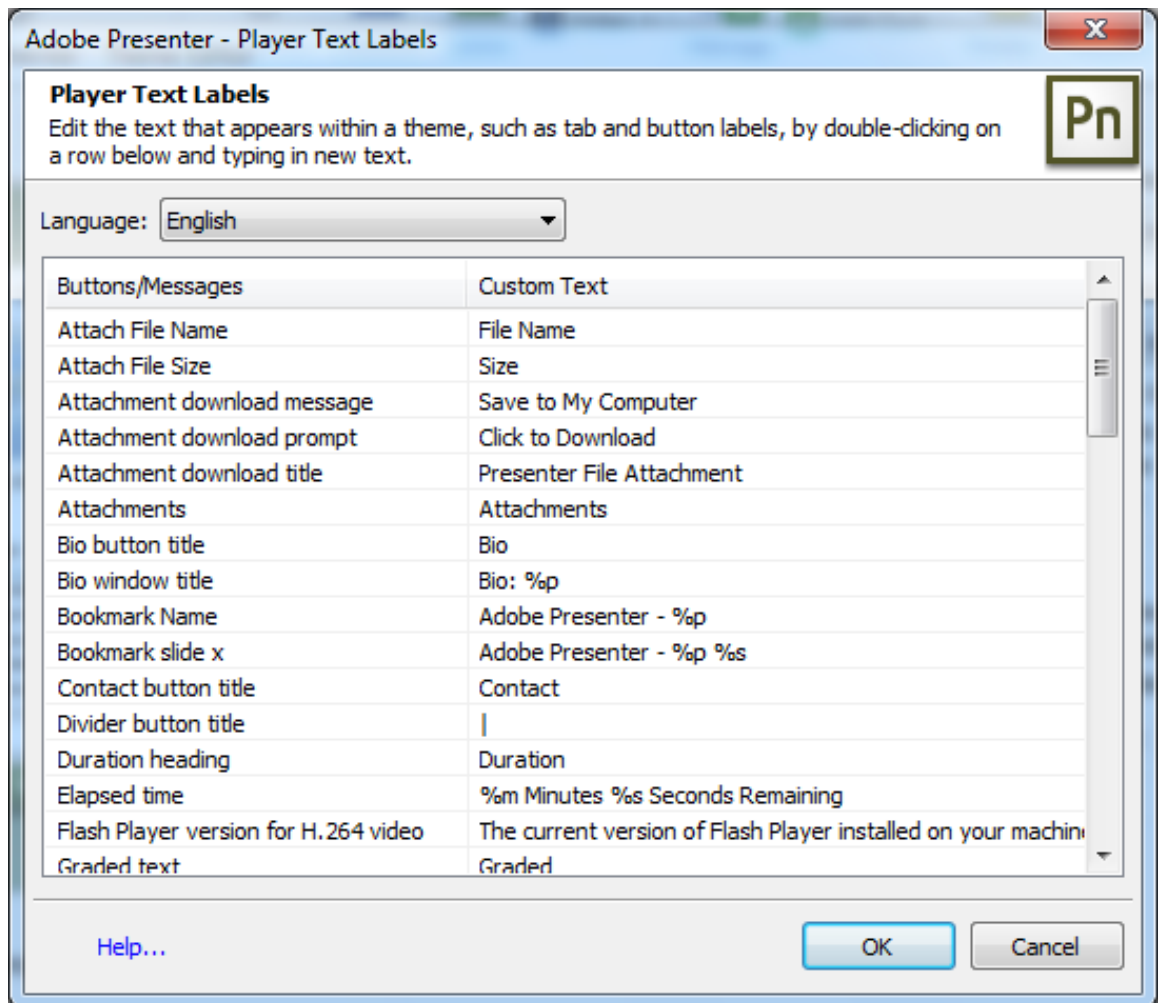 Adobe Presenter - Player Text Labels
Player Text Labels
Edit the text that appears within a theme, such as tab and button labels, by double-clicking on
a row below and typing in new text.
Pn
Language: English
Buttons/Messages Custom Text
Attach File Name File Name
Attach File Size Size
Attachment download message Save to My Computer
Attachment download prompt Click to Download
Attachment download title Presenter File Attachment
Attachments Attachments
Bio button title Bio
Bio window title Bio: %p
Bookmark Name Adobe Presenter - %p
Bookmark slide x Adobe Presenter - %p %s
Contact button title Contact
Divider button title |
Duration heading Duration
Elapsed time %m Minutes %s Seconds Remaining
Flash Player version for H.264 video The current version of Flash Player installed on your machin
Graded text Graded
Help... OK Cancel